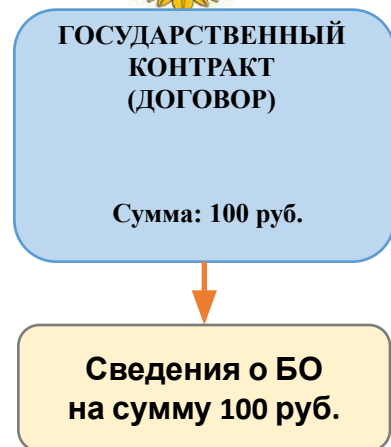 ГОСУДАРСТВЕННЫЙ
КОНТРАКТ
(ДОГОВОР)
Сумма: 100 руб.
Сведения о БО
на сумму 100 руб.